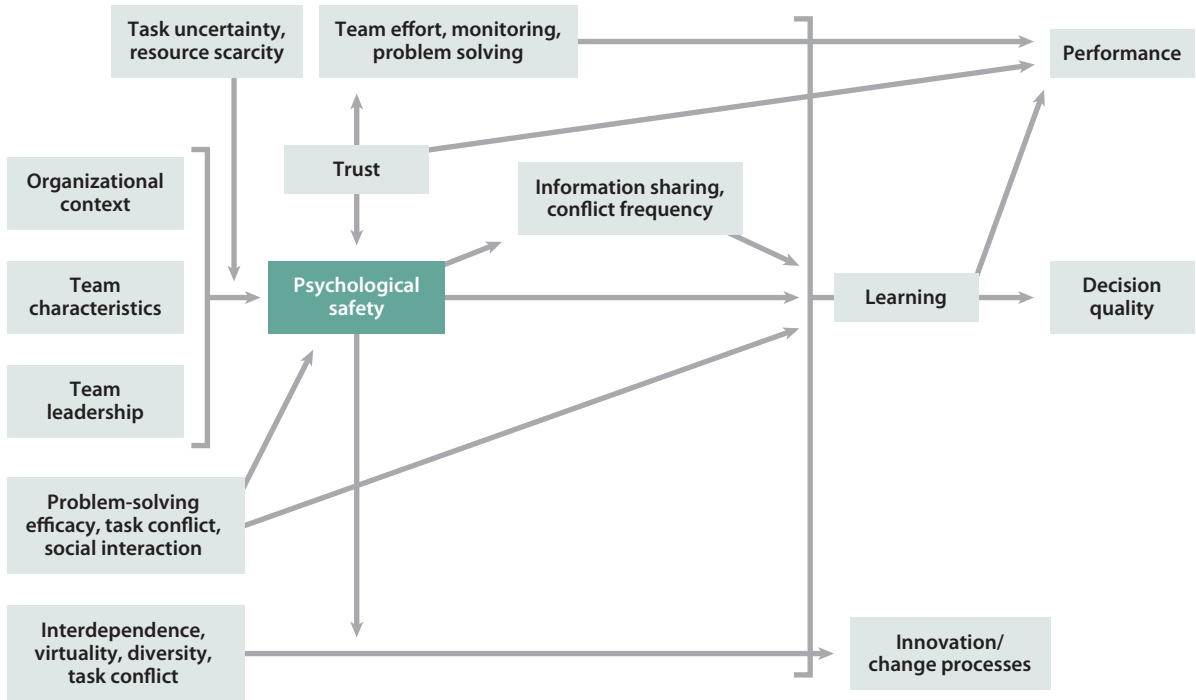 Task uncertainty,
resource scarcity
Team effort, monitoring,
problem solving
Performance
Trust
Organizational
context
Information sharing,
conflict frequency
Team
characteristics
Psychological
safety
Learning
Decision
quality
Team
leadership
Problem-solving
efficacy, task conflict,
social interaction
Interdependence,
virtuality, diversity,
task conflict
Innovation/
change processes